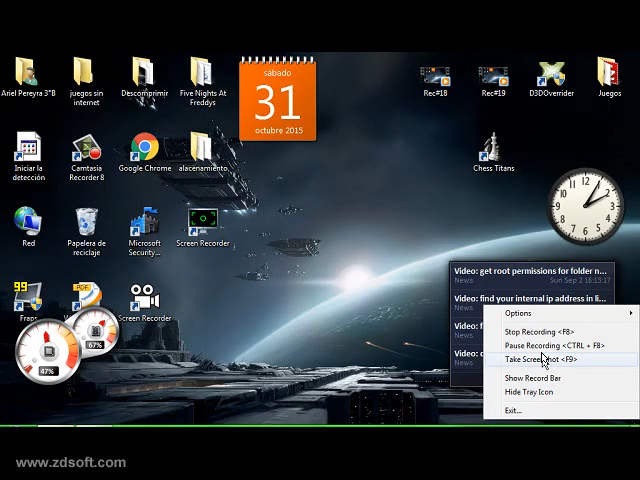 Ariel Pereyra 3°B
juegos sin
internet
Descomprimir
Five Nights At
Freddys
sábado
31
octubre 2015
Rec#18
Rec#19
D3DOverrider
Juegos
Iniciar la
detección
Camtasia
Recorder 8
Google Chrome
alacenamiento
Chess Titans
12
Red
Papelera de
reciclaje
Microsoft
Security...
Screen Recorder
99
Fraps
PDF
Screen Recorder
67%
47%
Video: get root permissions for folder n...
News
Sun Sep 2 16:13:17
Video: find your internal ip address in li...
News
Video:
News
News
Options
Stop Recording <F8>
Pause Recording <CTRL + F8>
Take Screenshot <F9>
Show Record Bar
Hide Tray Icon
Exit...
www.zdsoft.com